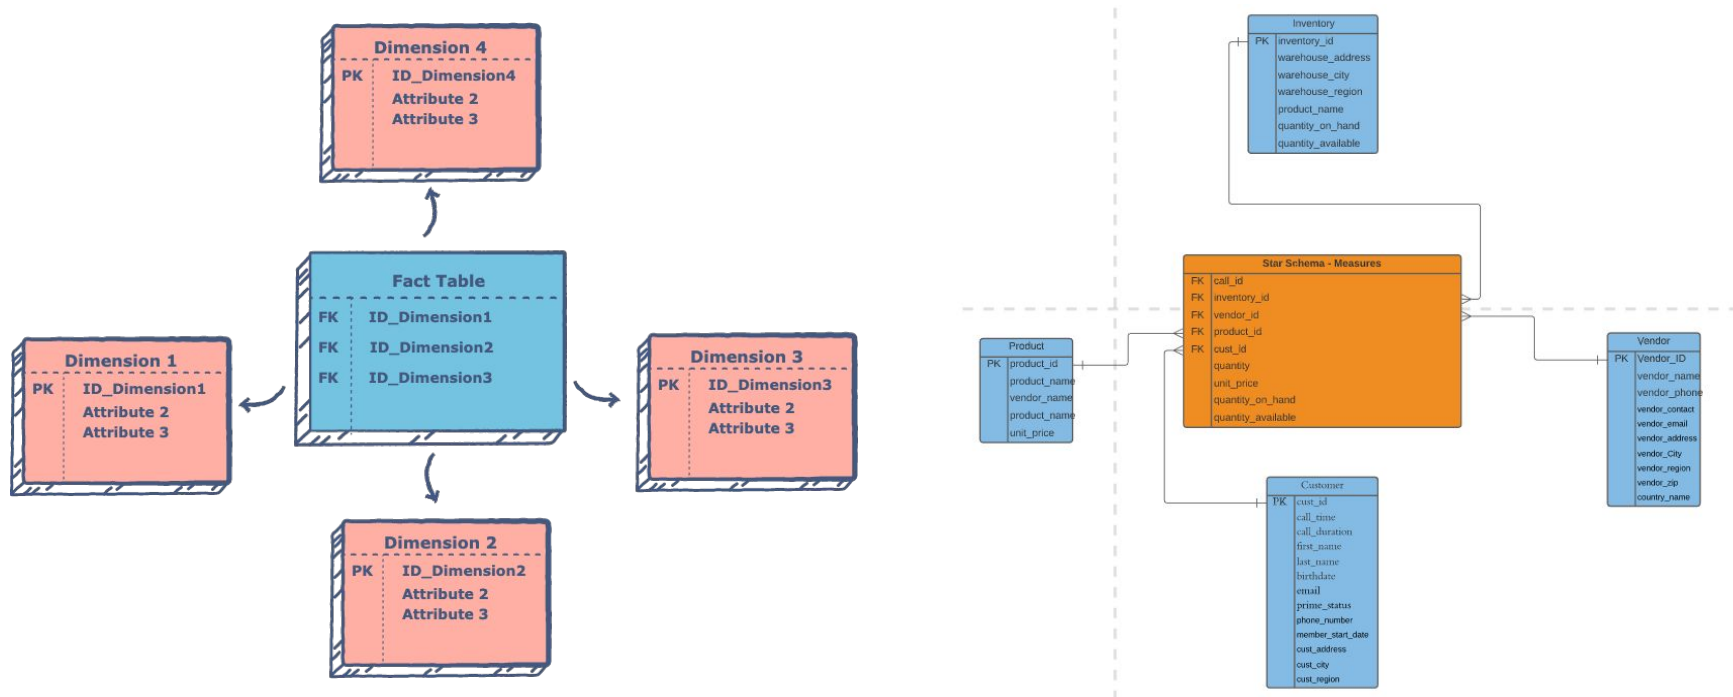 Dimension 4
PK ID_Dimension4
Attribute 2
Attribute 3
Fact Table
FK ID_Dimension1
FK ID_Dimension2
FK ID_Dimension3
Dimension 1
PK ID_Dimension1
Attribute 2
Attribute 3
Dimension 3
PK ID_Dimension3
Attribute 2
Attribute 3
Dimension 2
PK ID_Dimension2
Attribute 2
Attribute 3
Inventory
PK inventory_id
warehouse_address
warehouse_city
warehouse_region
product_name
quantity_on_hand
quantity_available
Star Schema - Measures
FK call_id
FK inventory_id
FK vendor_id
FK product_id
FK cust_id
quantity
unit_price
quantity_on_hand
quantity_available
Product
PK product_id
product_name
vendor_name
product_name
unit_price
Vendor
PK Vendor_ID
vendor_name
vendor_phone
vendor_contact
vendor_email
vendor_address
vendor_City
vendor_region
vendor_zip
country_name
Customer
PK cust_id
call_time
call_duration
first_name
last_name
birthdate
email
prime_status
phone_number
member_start_date
cust_address
cust_city
cust_region